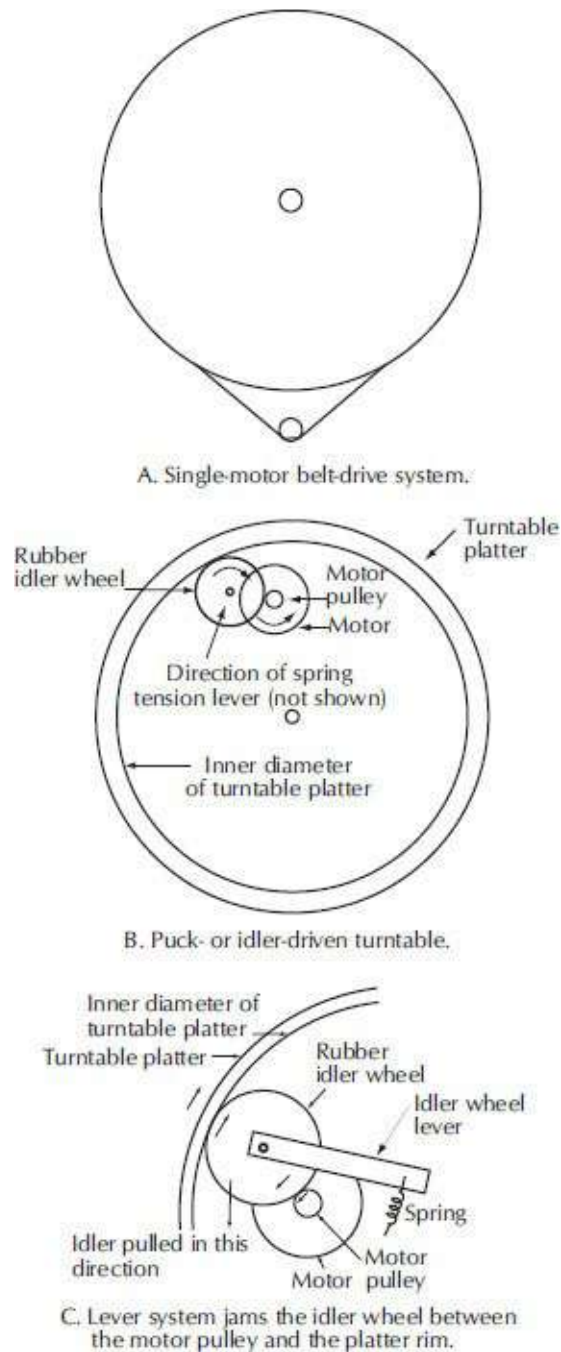 A. Single-motor belt-drive system.
Turntable
platter
Rubber
idler wheel
Motor
pulley
Motor
Direction of spring
tension lever (not shown)
Inner diameter
of turntable platter
B. Puck- or idler-driven turntable.
Inner diameter of
turntable platter
Turntable platter
Rubber
idler wheel
Idler wheel
lever
Spring
Idler pulled in this
direction
Motor
pulley
Motor
C. Lever system jams the idler wheel between
the motor pulley and the platter rim.